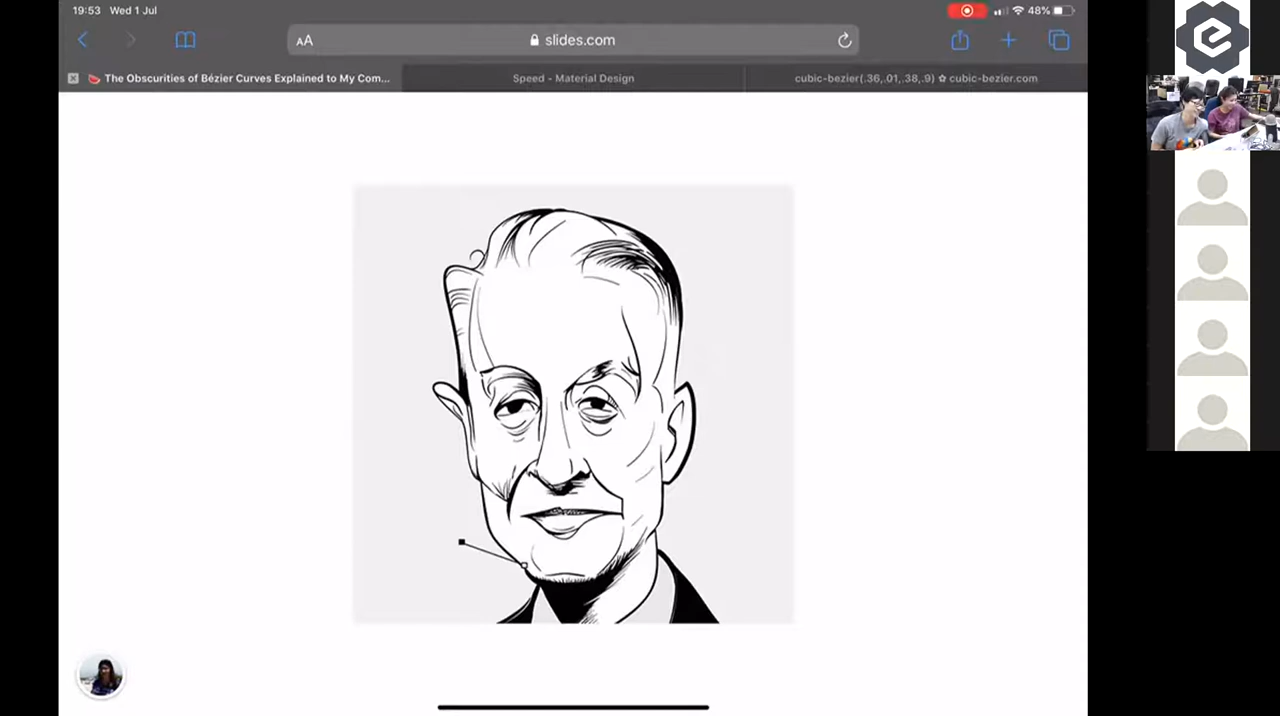 19:53 Wed 1 Jul
48%
AA
slides.com
🍉 The Obscurities of Bézier Curves Explained to My Com...
Speed - Material Design
cubic-bezier(.36,.01,.38,.9) ✿ cubic-bezier.com